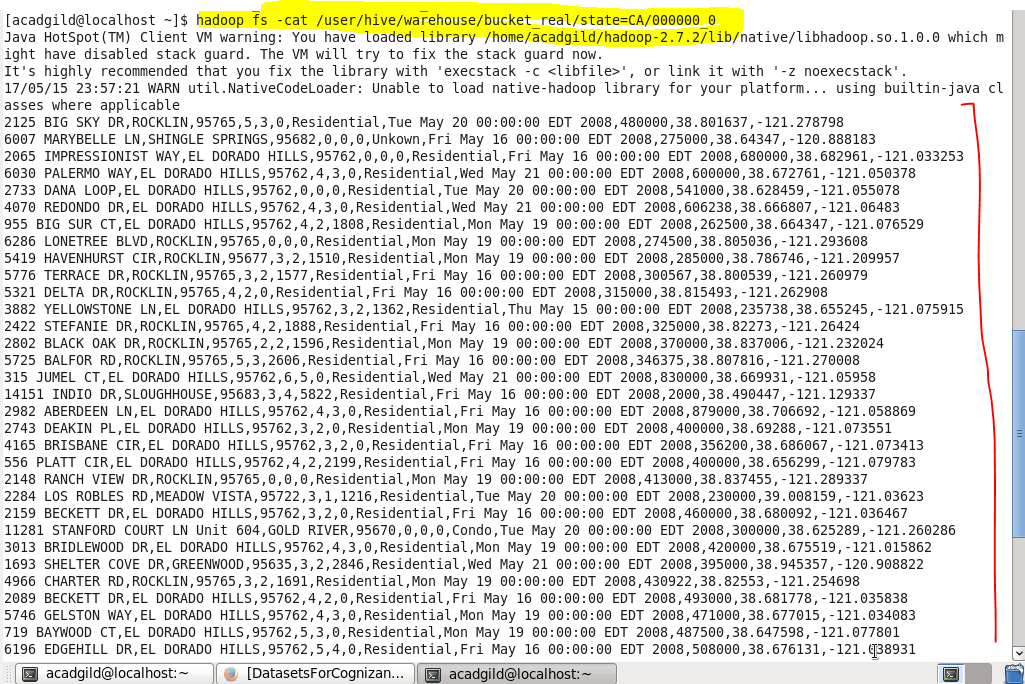 [acadgild@localhost ~]$ hadoop fs -cat /user/hive/warehouse/bucket_real/state=CA/000000_0
Java HotSpot(TM) Client VM warning: You have loaded library /home/acadgild/hadoop-2.7.2/lib/native/libhadoop.so.1.0.0 which m
ight have disabled stack guard. The VM will try to fix the stack guard now.
It's highly recommended that you fix the library with 'execstack -c <libfile>', or link it with '-z noexecstack'.
17/05/15 23:57:21 WARN util.NativeCodeLoader: Unable to load native-hadoop library for your platform... using builtin-java cl
asses where applicable
2125 BIG SKY DR,ROCKLIN,95765,5,3,0,Residential,Tue May 20 00:00:00 EDT 2008,480000,38.801637,-121.278798
6007 MARYBELLE LN,SHINGLE SPRINGS,95682,0,0,0,Unkown,Fri May 16 00:00:00 EDT 2008,275000,38.64347,-120.888183
2065 IMPRESSIONIST WAY,EL DORADO HILLS,95762,0,0,0,Residential,Fri May 16 00:00:00 EDT 2008,680000,38.682961,-121.033253
6030 PALERMO WAY,EL DORADO HILLS,95762,4,3,0,Residential,Wed May 21 00:00:00 EDT 2008,600000,38.672761,-121.050378
2733 DANA LOOP,EL DORADO HILLS,95762,0,0,0,Residential,Tue May 20 00:00:00 EDT 2008,541000,38.628459,-121.055078
4070 REDONDO DR,EL DORADO HILLS,95762,4,3,0,Residential,Wed May 21 00:00:00 EDT 2008,606238,38.666807,-121.06483
955 BIG SUR CT,EL DORADO HILLS,95762,4,2,1808,Residential,Mon May 19 00:00:00 EDT 2008,262500,38.664347,-121.076529
6286 LONETREE BLVD,ROCKLIN,95765,0,0,0,Residential,Mon May 19 00:00:00 EDT 2008,274500,38.805036,-121.293608
5419 HAVENHURST CIR,ROCKLIN,95677,3,2,1510,Residential,Mon May 19 00:00:00 EDT 2008,285000,38.786746,-121.209957
5776 TERRACE DR,ROCKLIN,95765,3,2,1577,Residential,Fri May 16 00:00:00 EDT 2008,300567,38.800539,-121.260979
5321 DELTA DR,ROCKLIN,95765,4,2,0,Residential,Fri May 16 00:00:00 EDT 2008,315000,38.815493,-121.262908
3882 YELLOWSTONE LN,EL DORADO HILLS,95762,3,2,1362,Residential,Thu May 15 00:00:00 EDT 2008,235738,38.655245,-121.075915
2422 STEFANIE DR,ROCKLIN,95765,4,2,1888,Residential,Fri May 16 00:00:00 EDT 2008,325000,38.82273,-121.26424
2802 BLACK OAK DR,ROCKLIN,95765,2,2,1596,Residential,Mon May 19 00:00:00 EDT 2008,370000,38.837006,-121.232024
5725 BALFOR RD,ROCKLIN,95765,5,3,2606,Residential,Fri May 16 00:00:00 EDT 2008,346375,38.807816,-121.270008
315 JUMEL CT,EL DORADO HILLS,95762,6,5,0,Residential,Wed May 21 00:00:00 EDT 2008,830000,38.669931,-121.05958
14151 INDIO DR,SLOUGHHOUSE,95683,3,4,5822,Residential,Fri May 16 00:00:00 EDT 2008,2000,38.490447,-121.129337
2982 ABERDEEN LN,EL DORADO HILLS,95762,4,3,0,Residential,Fri May 16 00:00:00 EDT 2008,879000,38.706692,-121.058869
2743 DEAKIN PL,EL DORADO HILLS,95762,3,2,0,Residential,Mon May 19 00:00:00 EDT 2008,400000,38.69288,-121.073551
4165 BRISBANE CIR,EL DORADO HILLS,95762,3,2,0,Residential,Fri May 16 00:00:00 EDT 2008,356200,38.686067,-121.073413
556 PLATT CIR,EL DORADO HILLS,95762,4,2,2199,Residential,Fri May 16 00:00:00 EDT 2008,400000,38.656299,-121.079783
2148 RANCH VIEW DR,ROCKLIN,95765,0,0,0,Residential,Mon May 19 00:00:00 EDT 2008,413000,38.837455,-121.289337
2284 LOS ROBLES RD,MEADOW VISTA,95722,3,1,1216,Residential,Tue May 20 00:00:00 EDT 2008,230000,39.008159,-121.03623
2159 BECKETT DR,EL DORADO HILLS,95762,3,2,0,Residential,Fri May 16 00:00:00 EDT 2008,460000,38.680092,-121.036467
11281 STANFORD COURT LN Unit 604,GOLD RIVER,95670,0,0,0,Condo,Tue May 20 00:00:00 EDT 2008,300000,38.625289,-121.260286
3013 BRIDLEWOOD DR,EL DORADO HILLS,95762,4,3,0,Residential,Mon May 19 00:00:00 EDT 2008,420000,38.675519,-121.015862
1693 SHELTER COVE DR,GREENWOOD,95635,3,2,2846,Residential,Wed May 21 00:00:00 EDT 2008,395000,38.945357,-120.908822
4966 CHARTER RD,ROCKLIN,95765,3,2,1691,Residential,Mon May 19 00:00:00 EDT 2008,430922,38.82553,-121.254698
2089 BECKETT DR,EL DORADO HILLS,95762,4,2,0,Residential,Fri May 16 00:00:00 EDT 2008,493000,38.681778,-121.035838
5746 GELSTON WAY,EL DORADO HILLS,95762,4,3,0,Residential,Mon May 19 00:00:00 EDT 2008,471000,38.677015,-121.034083
719 BAYWOOD CT,EL DORADO HILLS,95762,5,3,0,Residential,Mon May 19 00:00:00 EDT 2008,487500,38.647598,-121.077801
6196 EDGEHILL DR,EL DORADO HILLS,95762,5,4,0,Residential,Fri May 16 00:00:00 EDT 2008,508000,38.676131,-121.038931
acadgild@localhost:~ [DatasetsForCognizan... acadgild@localhost:~